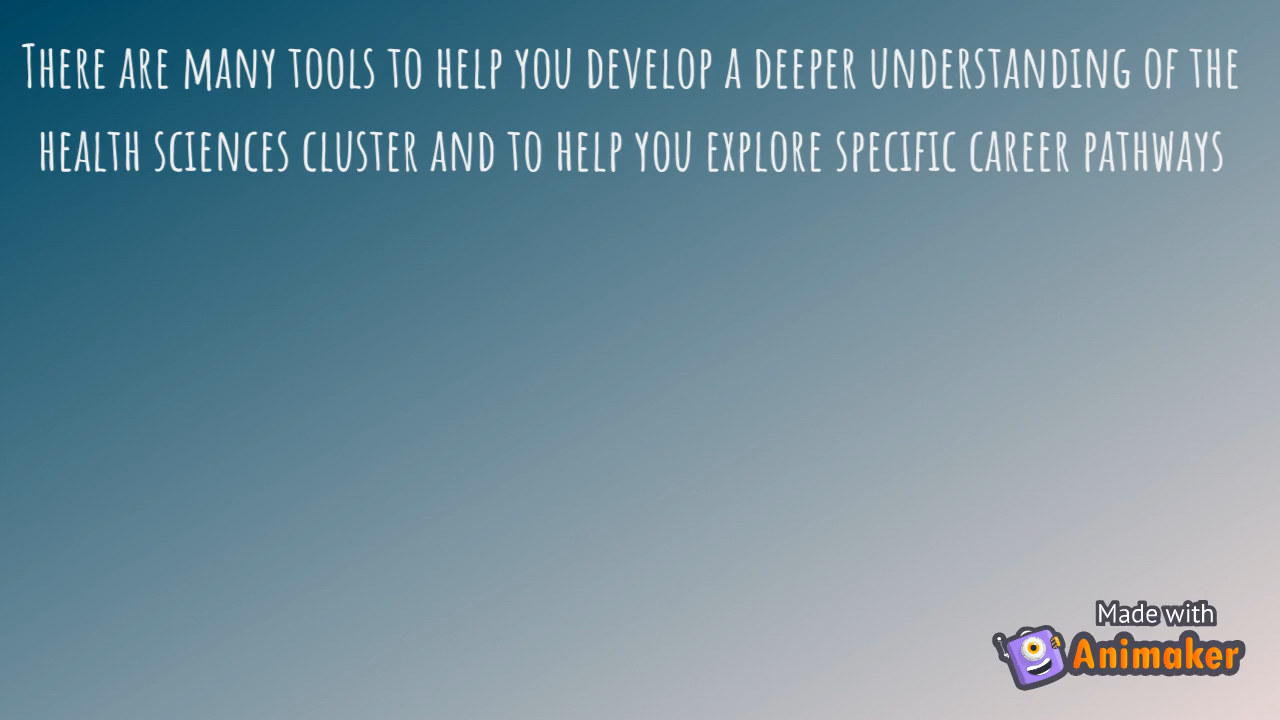 There are many tools to help you develop a deeper understanding of the
health sciences cluster and to help you explore specific career pathways
Made with
Animaker